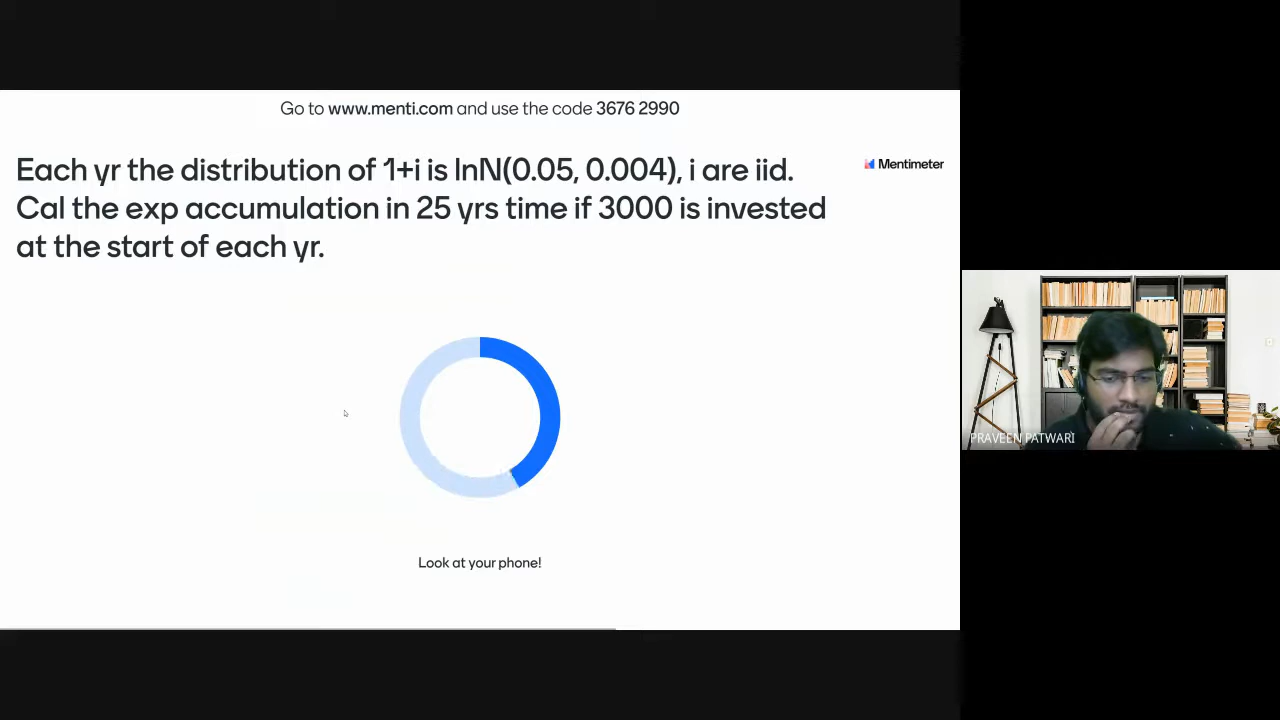 Go to www.menti.com and use the code 3676 2990
Each yr the distribution of 1+i is lnN(0.05, 0.004), i are iid.
Cal the exp accumulation in 25 yrs time if 3000 is invested
at the start of each yr.
Mentimeter
Look at your phone!
PRAVEEN PATWARI